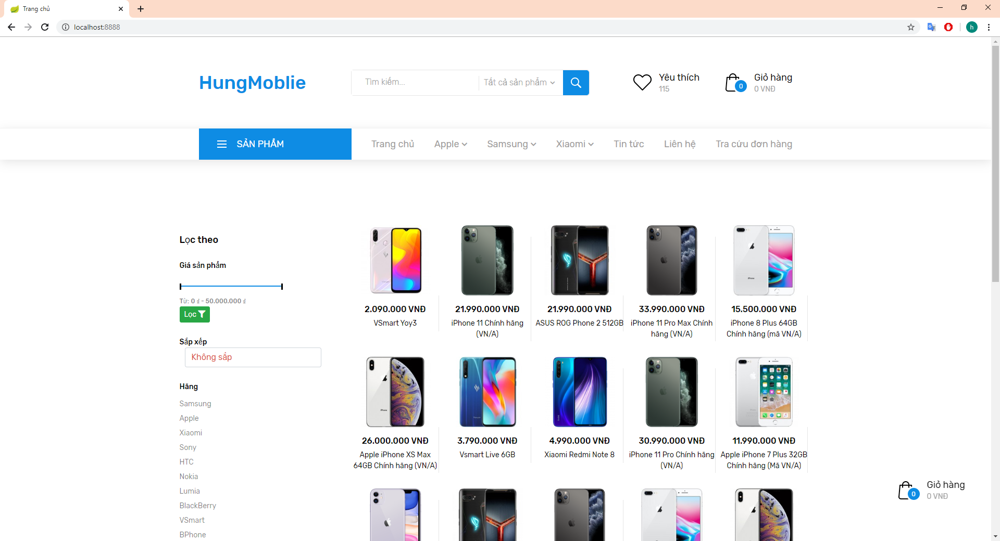 Trang chủ
localhost:8888
h
HungMoblie
Tìm kiếm...
Tất cả sản phẩm
Yêu thích
115
0
Giỏ hàng
0 VNĐ
SẢN PHẨM
Trang chủ
Apple
Samsung
Xiaomi
Tin tức
Liên hệ
Tra cứu đơn hàng
Lọc theo
Giá sản phẩm
Từ: 0 ₫ - 50.000.000 ₫
Lọc
Sắp xếp
Không sắp
Hãng
Samsung
Apple
Xiaomi
Sony
HTC
Nokia
Lumia
BlackBerry
VSmart
BPhone
2.090.000 VNĐ
VSmart Yoy3
21.990.000 VNĐ
iPhone 11 Chính hãng
(VN/A)
21.990.000 VNĐ
ASUS ROG Phone 2 512GB
33.990.000 VNĐ
iPhone 11 Pro Max Chính
hãng (VN/A)
15.500.000 VNĐ
iPhone 8 Plus 64GB
Chính hãng (mã VN/A)
26.000.000 VNĐ
Apple iPhone XS Max
64GB Chính hãng (VN/A)
3.790.000 VNĐ
Vsmart Live 6GB
4.990.000 VNĐ
Xiaomi Redmi Note 8
30.990.000 VNĐ
iPhone 11 Pro Chính hãng
(VN/A)
11.990.000 VNĐ
Apple iPhone 7 Plus 32GB
Chính hãng (Mã VN/A)
0
Giỏ hàng
0 VNĐ